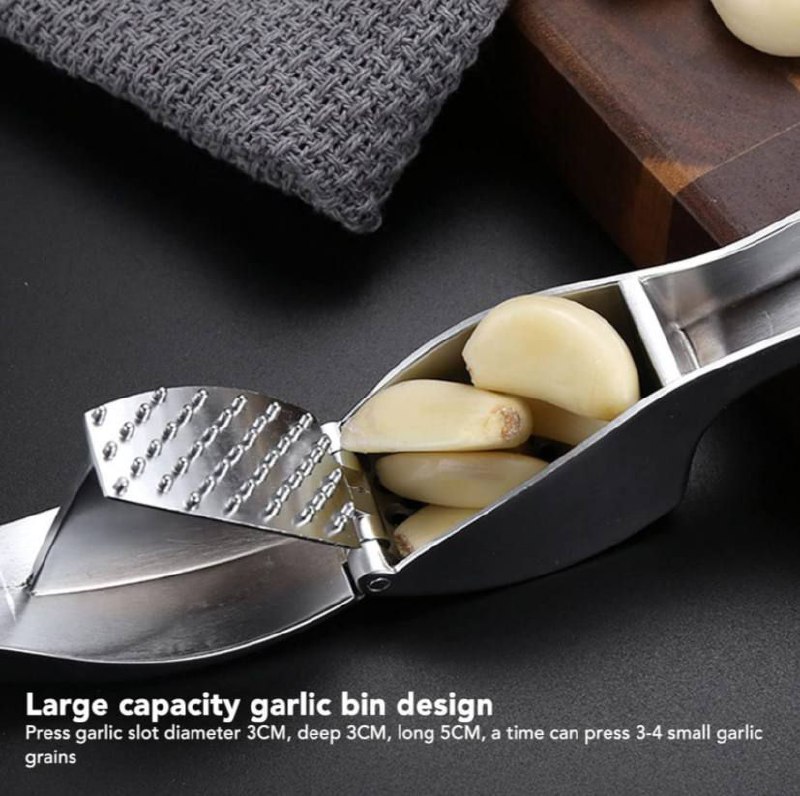 Large capacity garlic bin design
Press garlic slot diameter 3CM, deep 3CM, long 5CM, a time can press 3-4 small garlic
grains